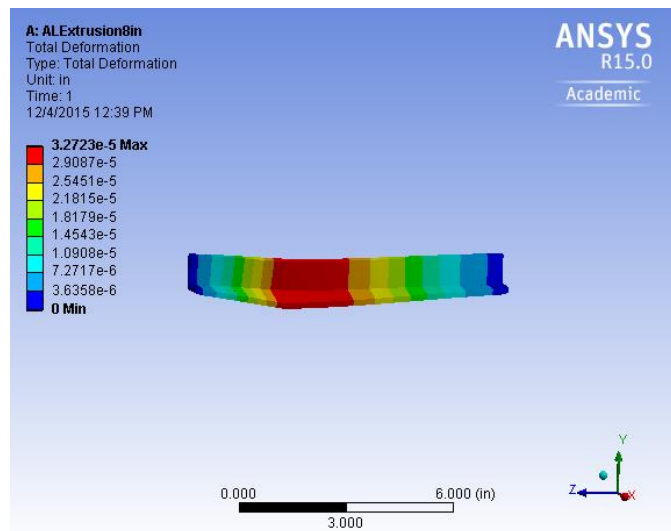 A: ALExtrusion8in
Total Deformation
Type: Total Deformation
Unit: in
Time: 1
12/4/2015 12:39 PM
ANSYS
R15.0
Academic
3.2723e-5 Max
2.9087e-5
2.5451e-5
2.1815e-5
1.8179e-5
1.4543e-5
1.0908e-5
7.2717e-6
3.6358e-6
0 Min
Y
Z
X
0.000
6.000 (in)
3.000